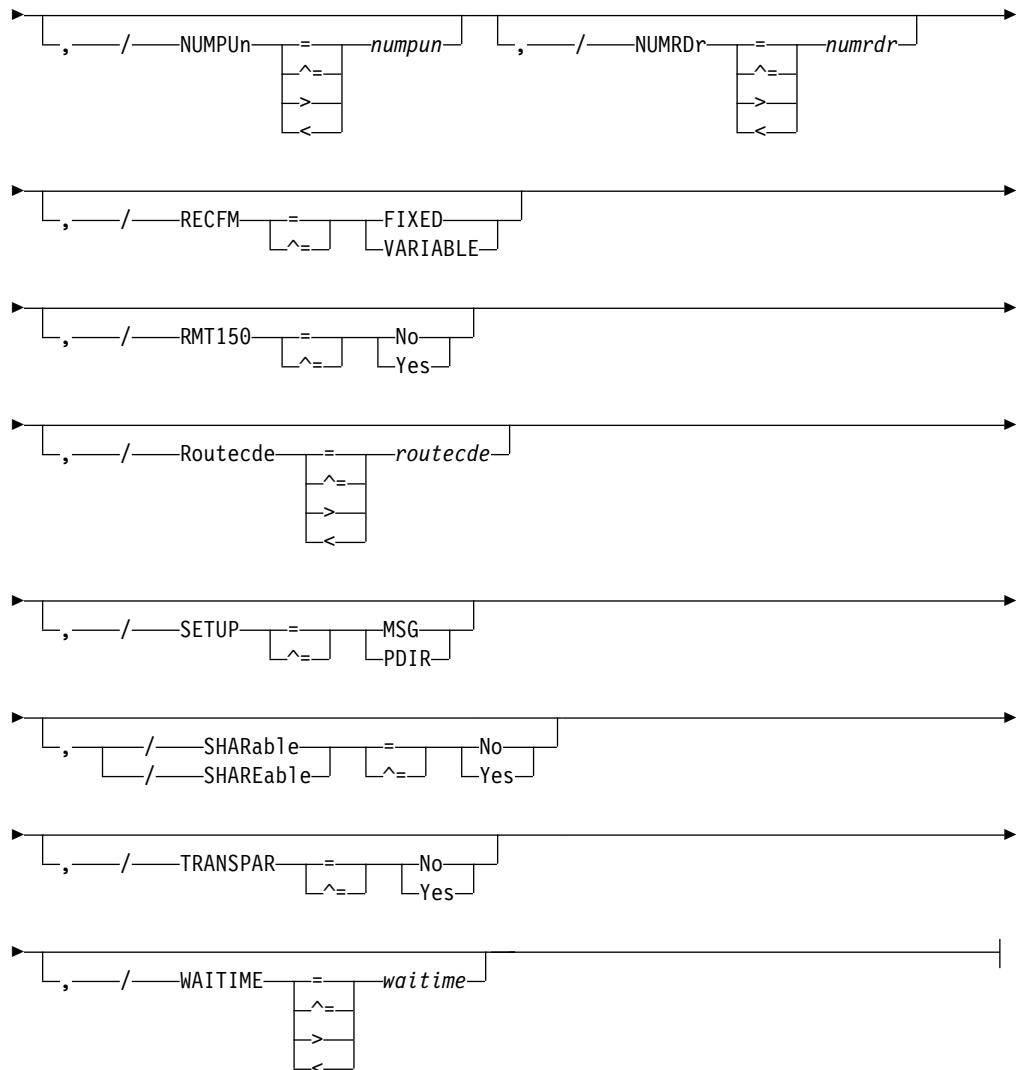 , / NUMPUn = numpun , / NUMRDr = numrdr
^= ^=
> >
< <
, / RECFM = FIXED
^= VARIABLE
, / RMT150 = No
^= Yes
, / Routecde = routecde
^=
>
<
, / SETUP = MSG
^= PDIR
, / SHARable = No
/ SHAREable ^= Yes
, / TRANSPAR = No
^= Yes
, / WAITIME = waitime
^=
>
<